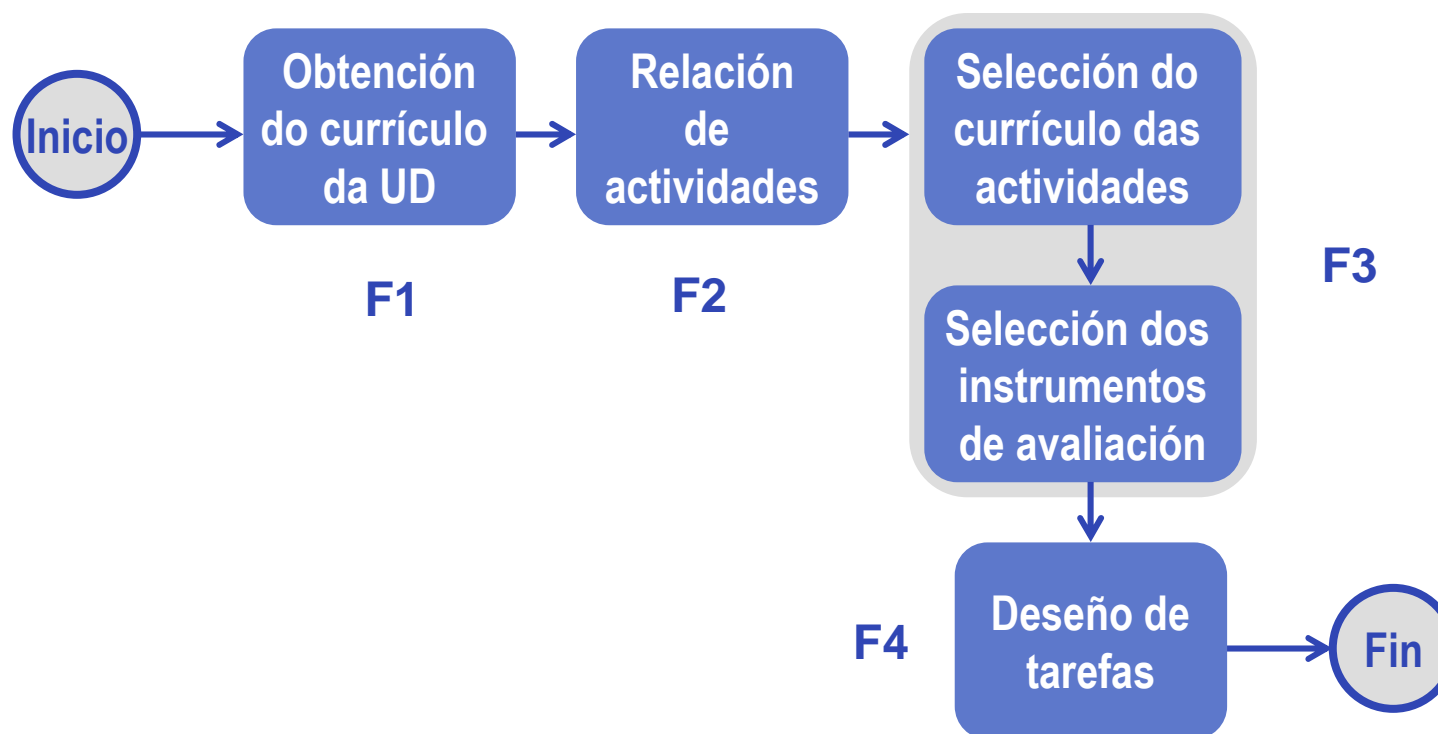 Inicio
Obtención
do currículo
da UD
F1
Relación
de
actividades
F2
Selección do
currículo das
actividades
Selección dos
instrumentos
de avaliación
F3
F4
Deseño de
tarefas
Fin